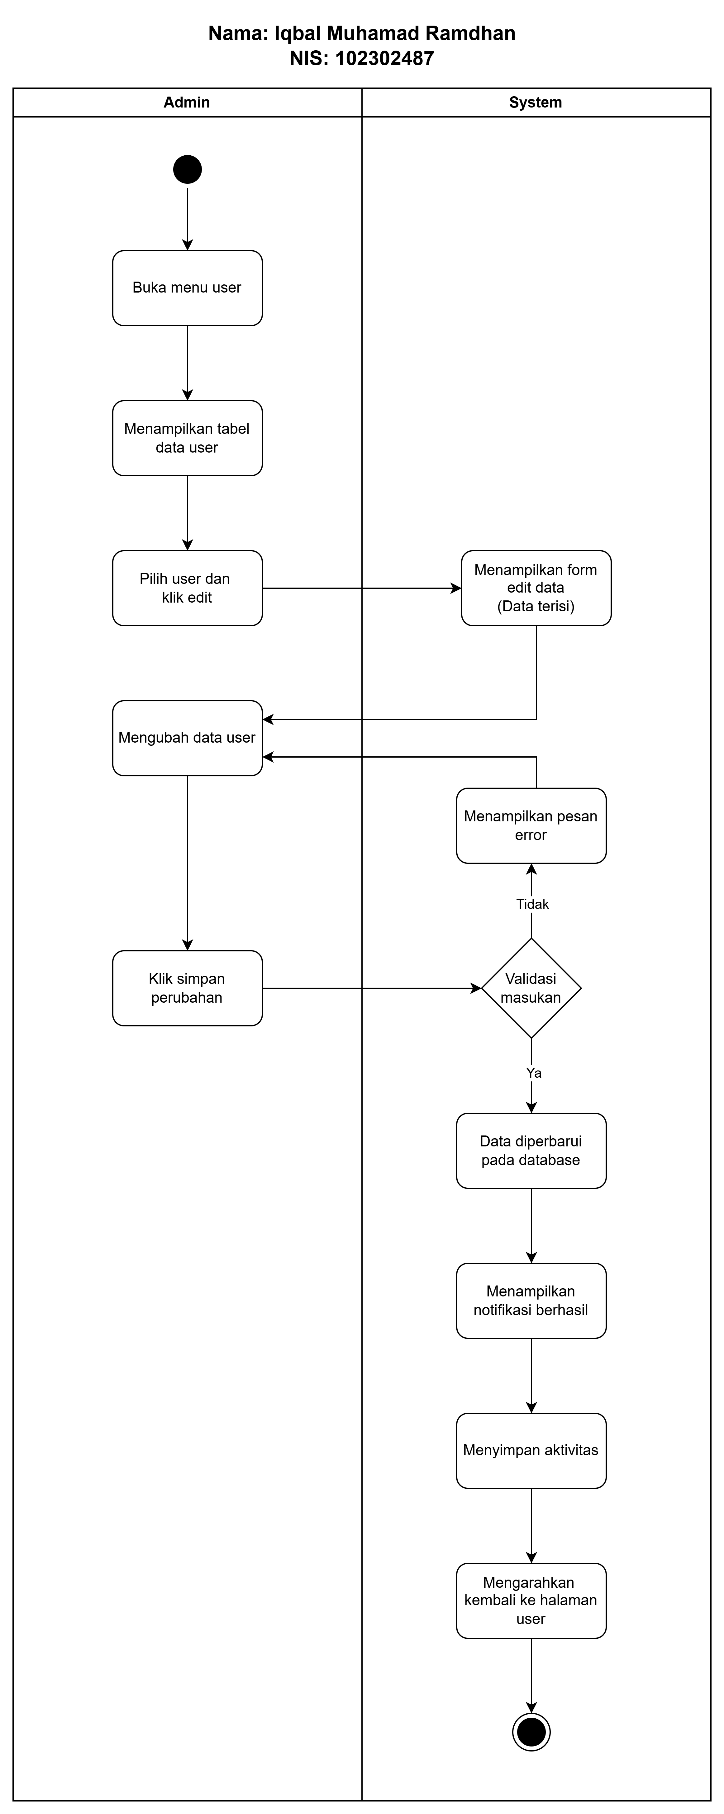 Nama: Iqbal Muhamad Ramdhan
NIS: 102302487
Admin
System
Buka menu user
Menampilkan tabel
data user
Pilih user dan
klik edit
Menampilkan form
edit data
(Data terisi)
Mengubah data user
Menampilkan pesan
error
Tidak
Klik simpan
perubahan
Validasi
masukan
Ya
Data diperbarui
pada database
Menampilkan
notifikasi berhasil
Menyimpan aktivitas
Mengarahkan
kembali ke halaman
user